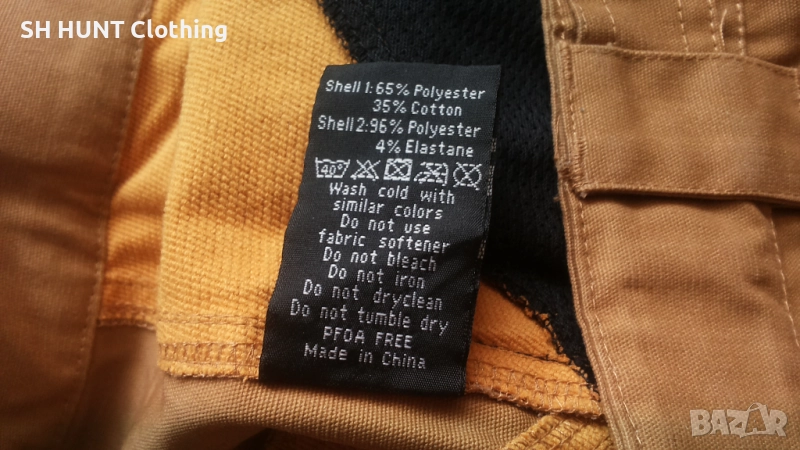 SH HUNT Clothing
Shell 1: 65% Polyester
35% Cotton
Shell 2: 96% Polyester
4% Elastane
40°
Wash cold with
similar colors
Do not use
fabric softener
Do not bleach
Do not iron
Do not dryclean
Do not tumble dry
PFOA FREE
Made in China
BAZAR